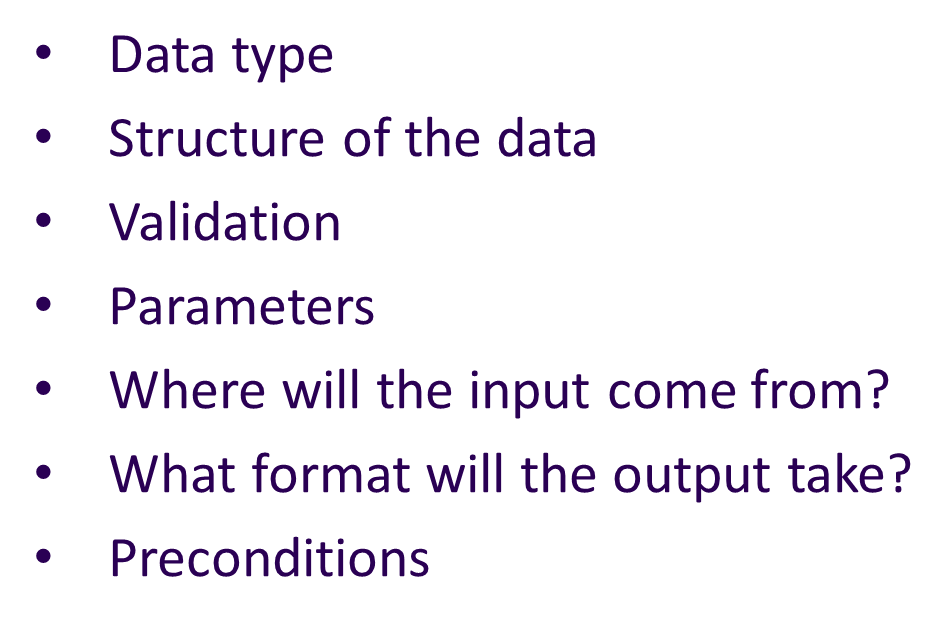 • Data type
• Structure of the data
• Validation
• Parameters
• Where will the input come from?
• What format will the output take?
• Preconditions